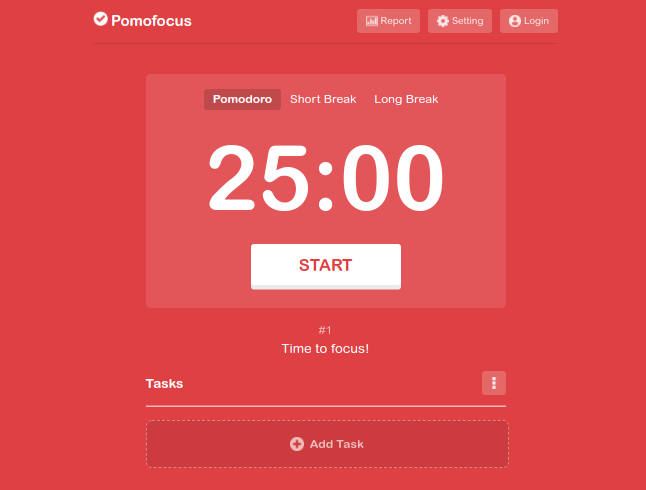 Pomofocus
Report Setting Login
Pomodoro Short Break Long Break
25:00
START
#1
Time to focus!
Tasks
Add Task